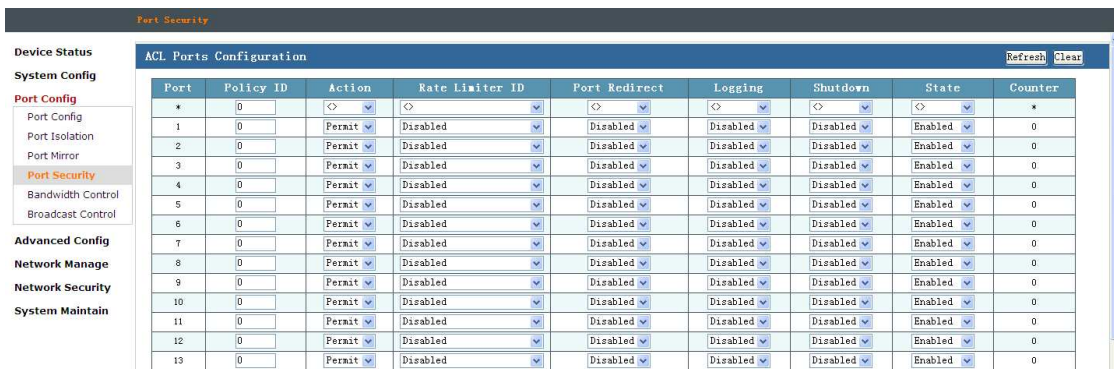 Port Security
Device Status
System Config
Port Config
Port Config
Port Isolation
Port Mirror
Port Security
Bandwidth Control
Broadcast Control
Advanced Config
Network Manage
Network Security
System Maintain
ACL Ports Configuration
Refresh Clear
Port Policy ID Action Rate Limiter ID Port Redirect Logging Shutdown State Counter
* 0 <> <> <> <> <> <> *
1 0 Permit Disabled Disabled Disabled Disabled Enabled 0
2 0 Permit Disabled Disabled Disabled Disabled Enabled 0
3 0 Permit Disabled Disabled Disabled Disabled Enabled 0
4 0 Permit Disabled Disabled Disabled Disabled Enabled 0
5 0 Permit Disabled Disabled Disabled Disabled Enabled 0
6 0 Permit Disabled Disabled Disabled Disabled Enabled 0
7 0 Permit Disabled Disabled Disabled Disabled Enabled 0
8 0 Permit Disabled Disabled Disabled Disabled Enabled 0
9 0 Permit Disabled Disabled Disabled Disabled Enabled 0
10 0 Permit Disabled Disabled Disabled Disabled Enabled 0
11 0 Permit Disabled Disabled Disabled Disabled Enabled 0
12 0 Permit Disabled Disabled Disabled Disabled Enabled 0
13 0 Permit Disabled Disabled Disabled Disabled Enabled 0